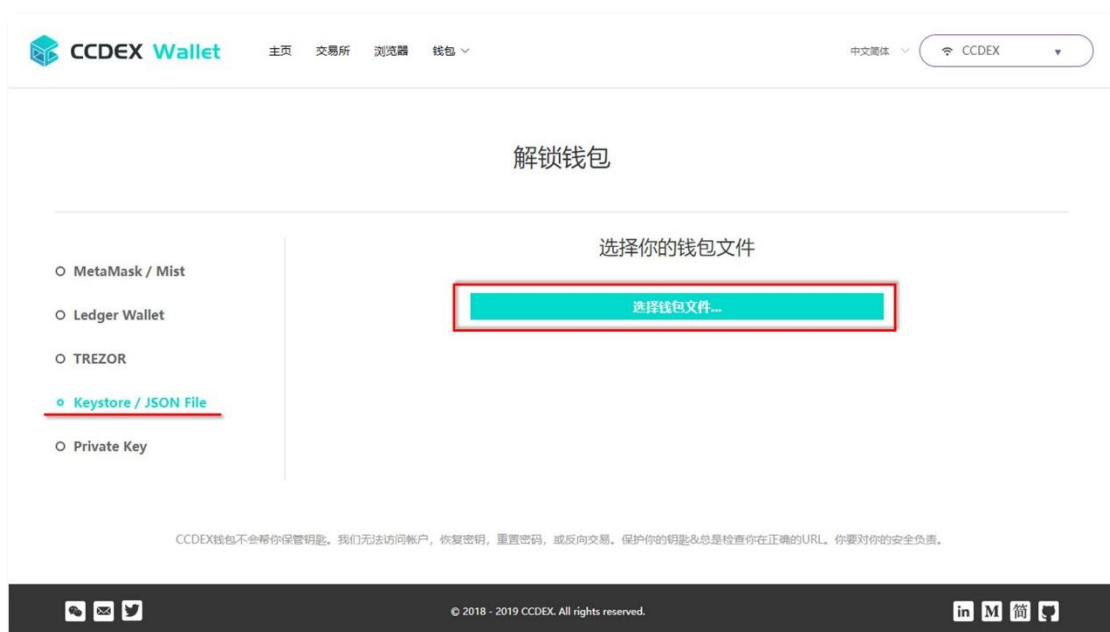 CCDEX Wallet 主页 交易所 浏览器 钱包 中文简体 CCDEX
解锁钱包
选择你的钱包文件
选择钱包文件...
MetaMask / Mist
Ledger Wallet
TREZOR
Keystore / JSON File
Private Key
CCDEX钱包不会帮你保管钥匙。我们无法访问帐户，恢复密钥，重置密码，或反向交易。保护你的钥匙&总是检查你在正确的URL。你要对你的安全负责。
© 2018 - 2019 CCDEX. All rights reserved.
in M 简